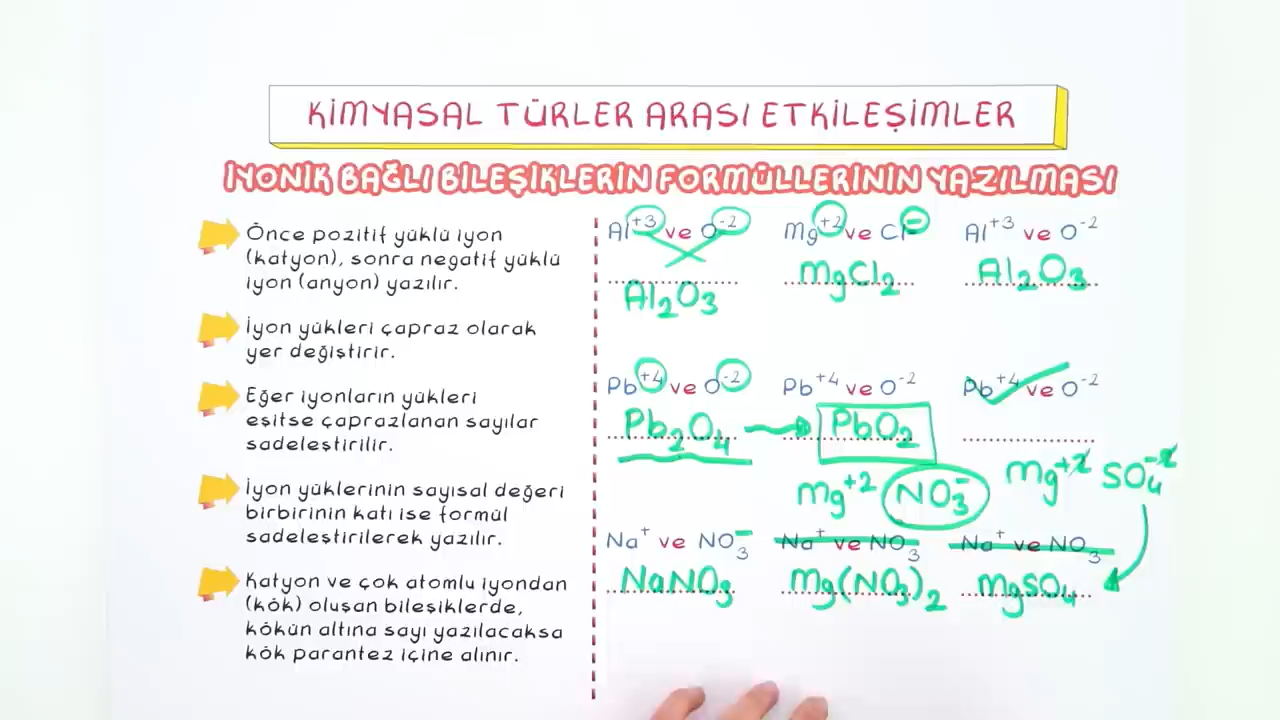 KİMYASAL TÜRLER ARASI ETKİLEŞİMLER
İYONİK BAĞLI BİLEŞİKLERİN FORMÜLLERİNİN YAZILMASI
Önce pozitif yüklü iyon
(katyon), sonra negatif yüklü
iyon (anyon) yazılır.
İyon yükleri çapraz olarak
yer değiştirir.
Eğer iyonların yükleri
eşitse çaprazlanan sayılar
sadeleştirilir.
İyon yüklerinin sayısal değeri
birbirinin katı ise formül
sadeleştirilerek yazılır.
Katyon ve çok atomlu iyondan
(kök) oluşan bileşiklerde,
kökün altına sayı yazılacaksa
kök parantez içine alınır.
Al⁺³ ve O⁻² Mg⁺² ve Cl⁻ Al⁺³ ve O⁻²
Al₂O₃ MgCl₂ Al₂O₃
Pb⁺⁴ ve O⁻² Pb⁺⁴ ve O⁻² Pb⁺⁴ ve O⁻²
Pb₂O₄ → PbO₂
Mg⁺² NO₃⁻ Mg⁺² SO₄⁻²
Na⁺ ve NO₃⁻ Na⁺ ve NO₃ Na⁺ ve NO₃
NaNO₃ Mg(NO₃)₂ MgSO₄